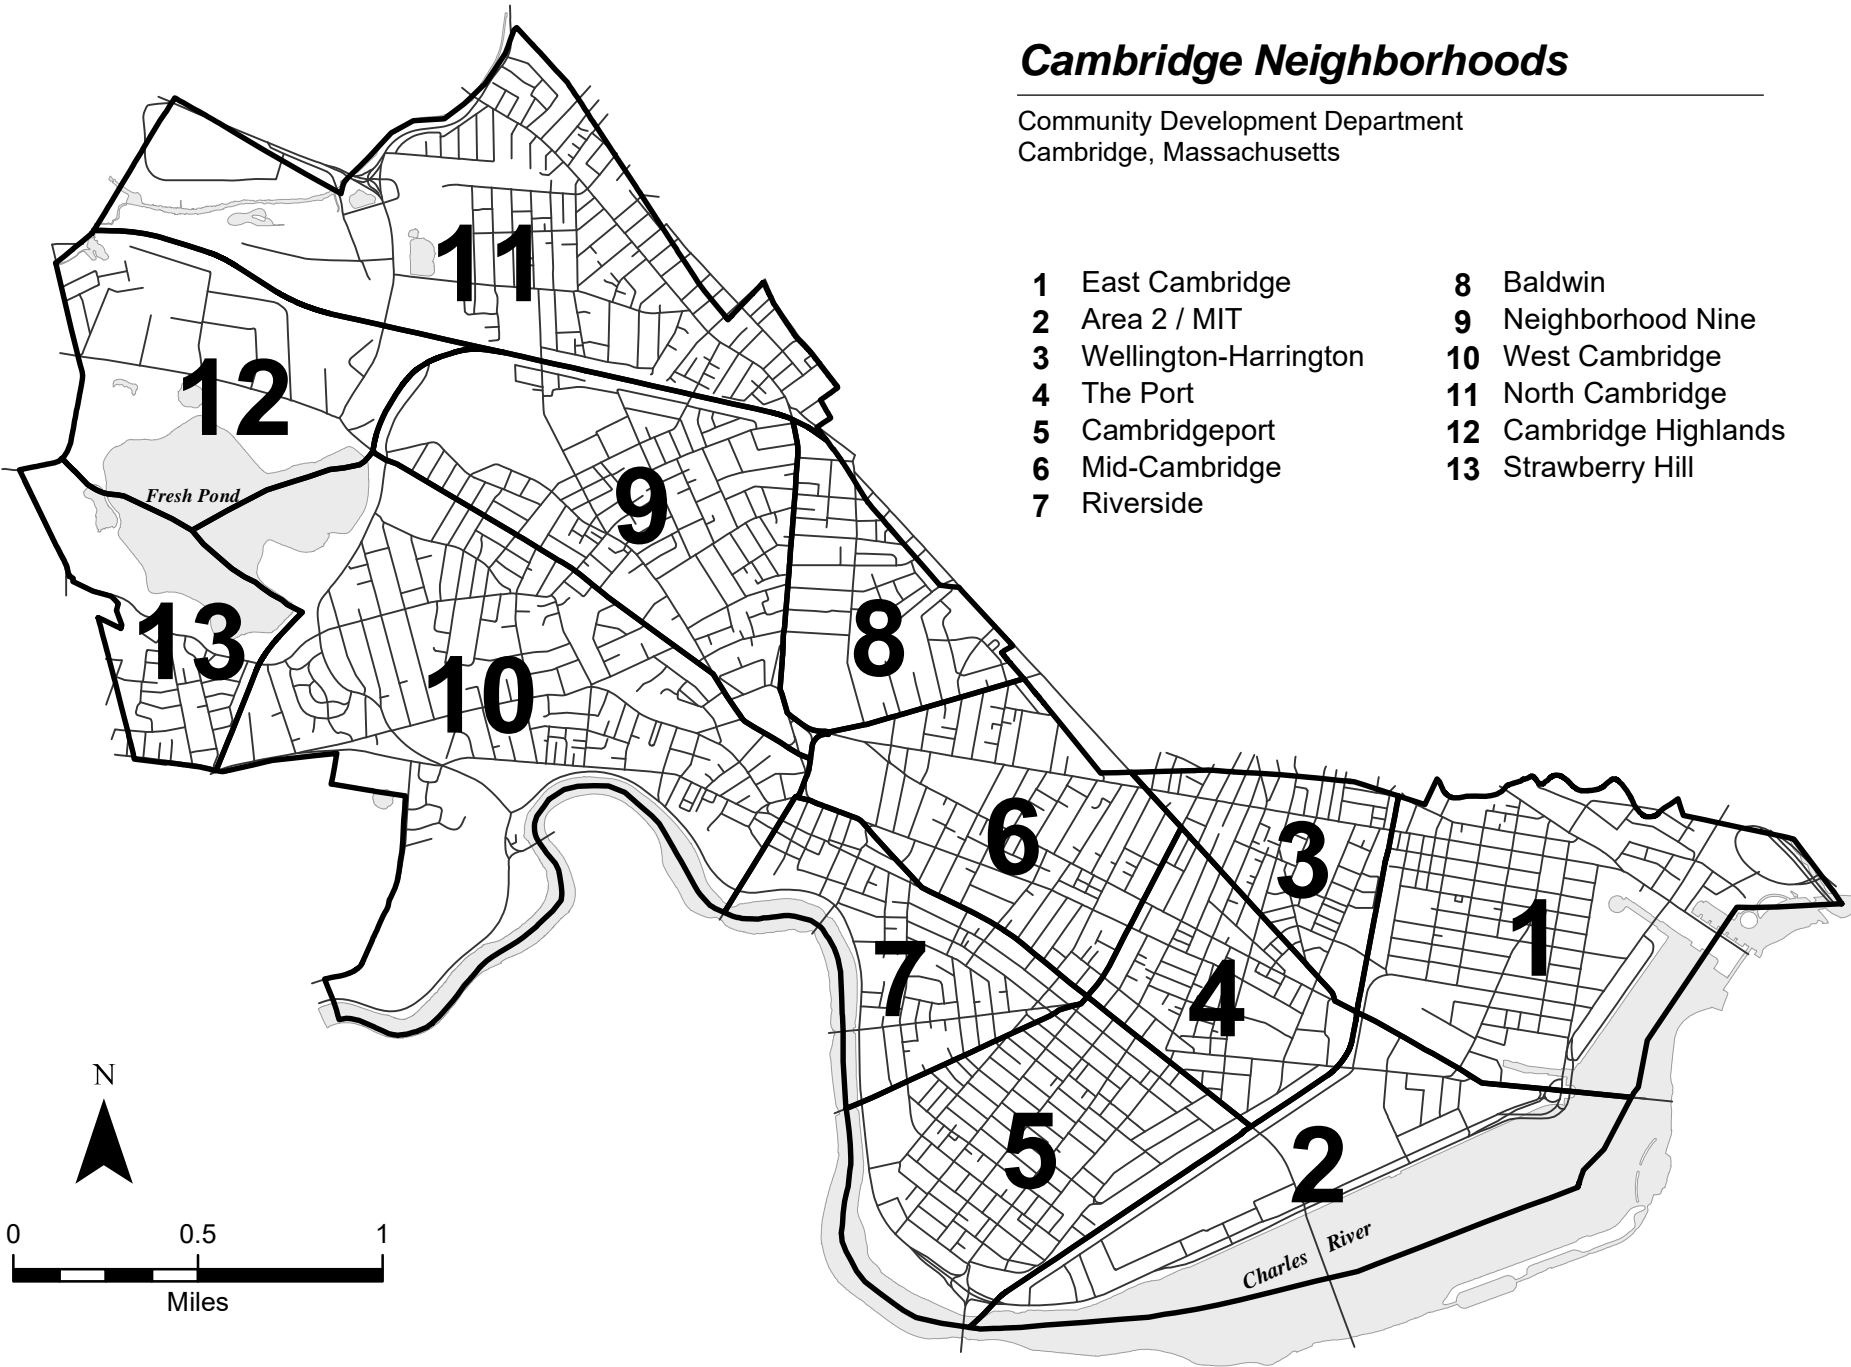 Cambridge Neighborhoods
Community Development Department
Cambridge, Massachusetts
1 East Cambridge
2 Area 2 / MIT
3 Wellington-Harrington
4 The Port
5 Cambridgeport
6 Mid-Cambridge
7 Riverside
8 Baldwin
9 Neighborhood Nine
10 West Cambridge
11 North Cambridge
12 Cambridge Highlands
13 Strawberry Hill
11
12
Fresh Pond
9
13
8
10
6
3
1
7
4
5
2
Charles River
N
0 0.5 1
Miles